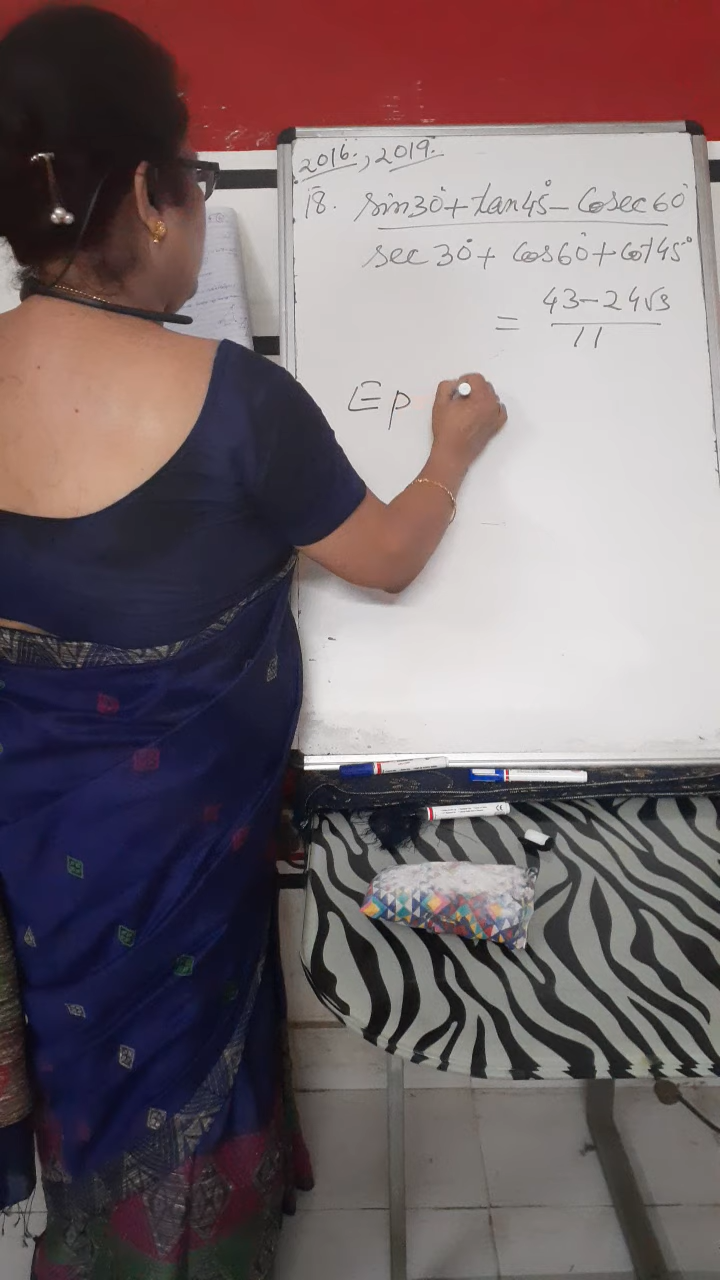 2016, 2019.
18. sin30°+tan45°-Cosec60°
sec30°+Cos60°+Cot45°
= 43-24√3
11
Ep